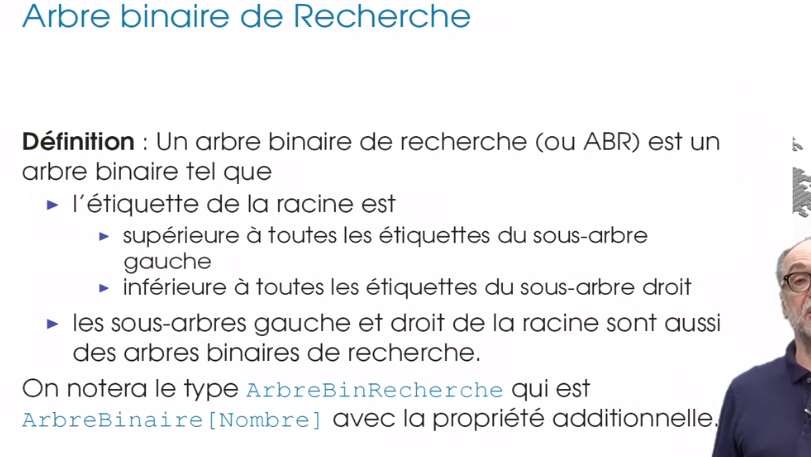 Arbre binaire de Recherche
Définition : Un arbre binaire de recherche (ou ABR) est un
arbre binaire tel que
▶ l'étiquette de la racine est
▶ supérieure à toutes les étiquettes du sous-arbre
gauche
▶ inférieure à toutes les étiquettes du sous-arbre droit
▶ les sous-arbres gauche et droit de la racine sont aussi
des arbres binaires de recherche.
On notera le type ArbreBinRecherche qui est
ArbreBinaire[Nombre] avec la propriété additionnelle.